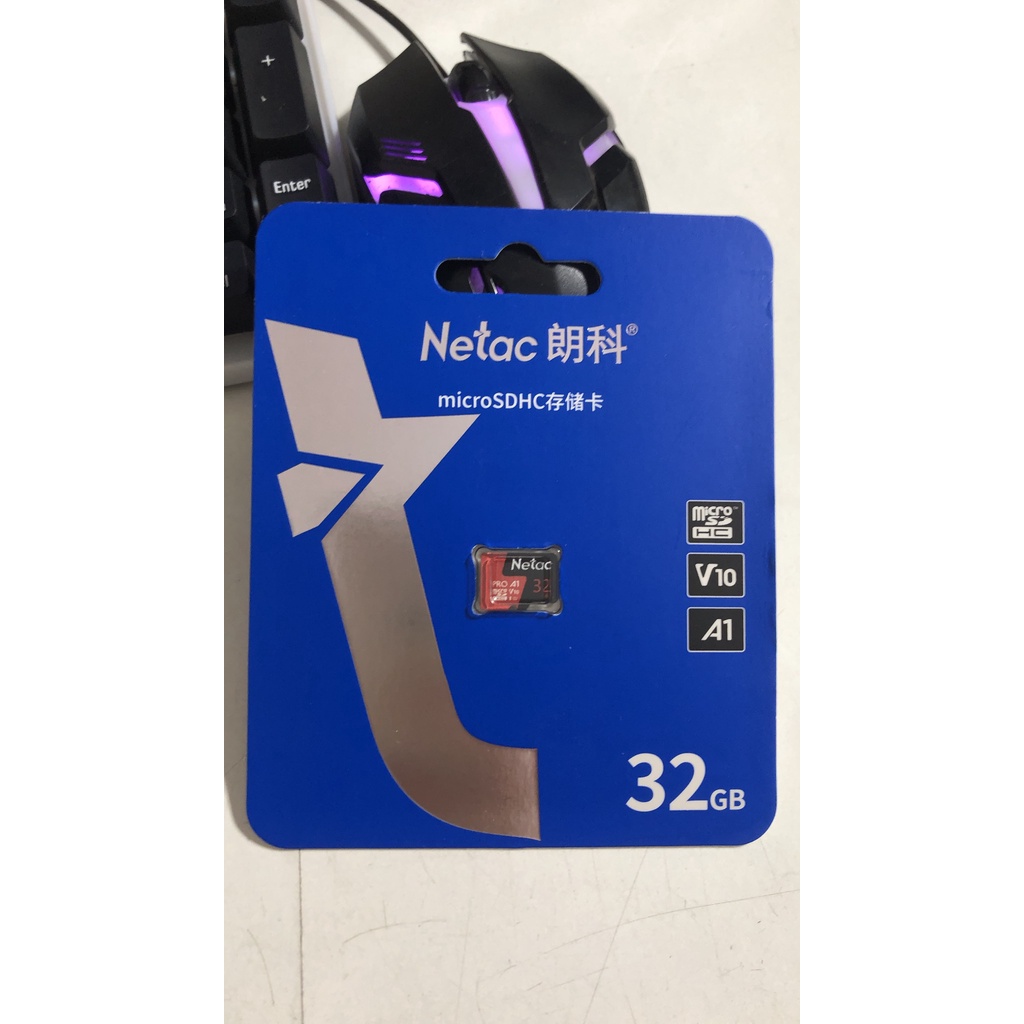 +
Enter
Netac 朗科®
microSDHC存储卡
micro SD HC
V10
A1
Netac
PRO A1
V10
32
32GB